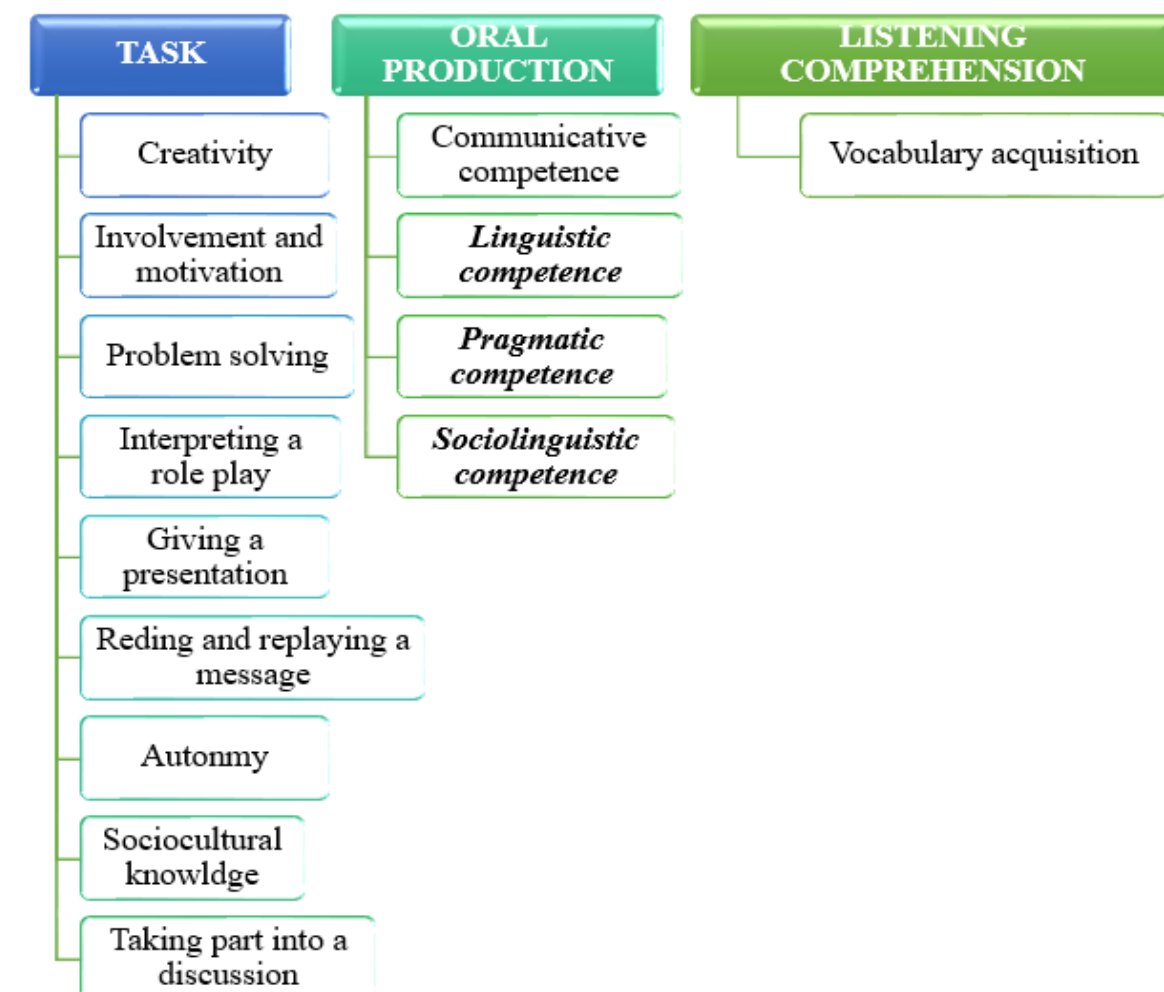 TASK
Creativity
Involvement and
motivation
Problem solving
Interpreting a
role play
Giving a
presentation
Reding and replaying a
message
Autonmy
Sociocultural
knowldge
Taking part into a
discussion
ORAL
PRODUCTION
Communicative
competence
Linguistic
competence
Pragmatic
competence
Sociolinguistic
competence
LISTENING
COMPREHENSION
Vocabulary acquisition